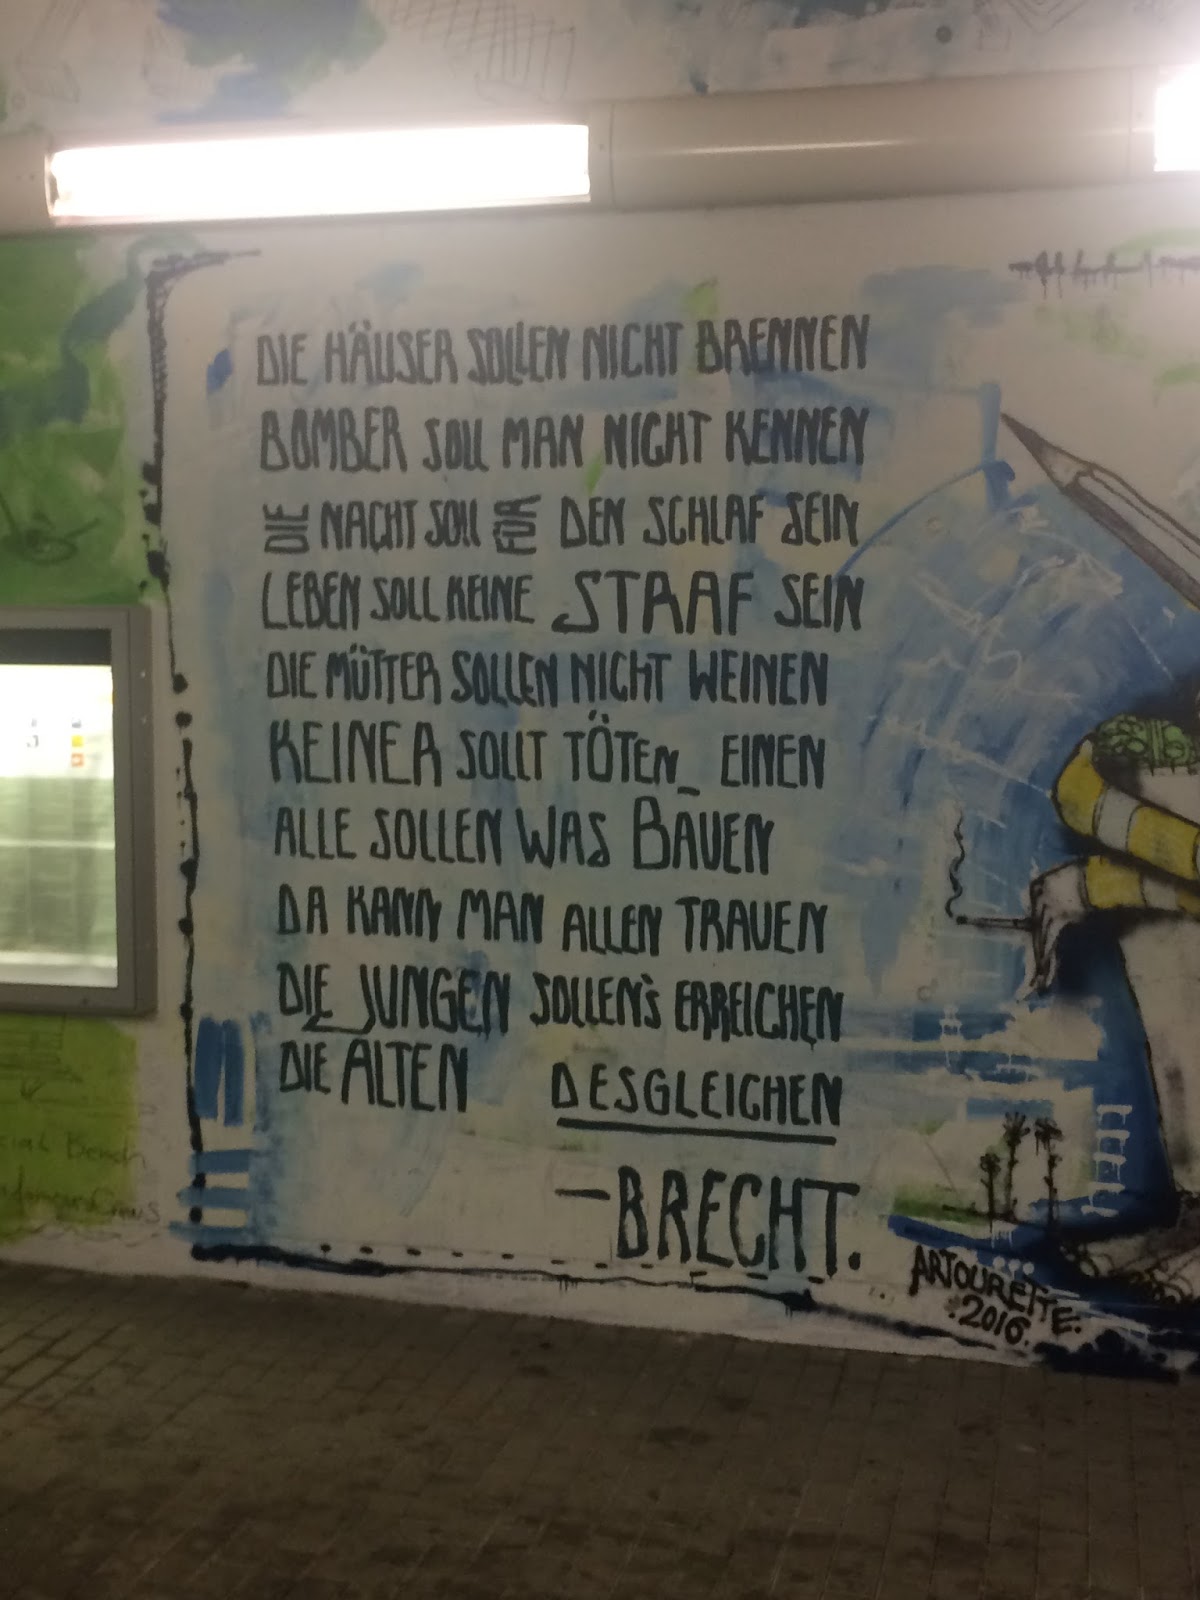 DIE HÄUSER SOLLEN NICHT BRENNEN
BOMBER SOLL MAN NICHT KENNEN
DIE NACHT SOLL FÜR DEN SCHLAF SEIN
LEBEN SOLL KEINE STRAF SEIN
DIE MÜTTER SOLLEN NICHT WEINEN
KEINER SOLLT TÖTEN_ EINEN
ALLE SOLLEN WAS BAUEN
DA KANN MAN ALLEN TRAUEN
DIE JUNGEN SOLLEN'S ERREICHEN
DIE ALTEN DESGLEICHEN
—BRECHT.
ARTOURETTE.
2016.